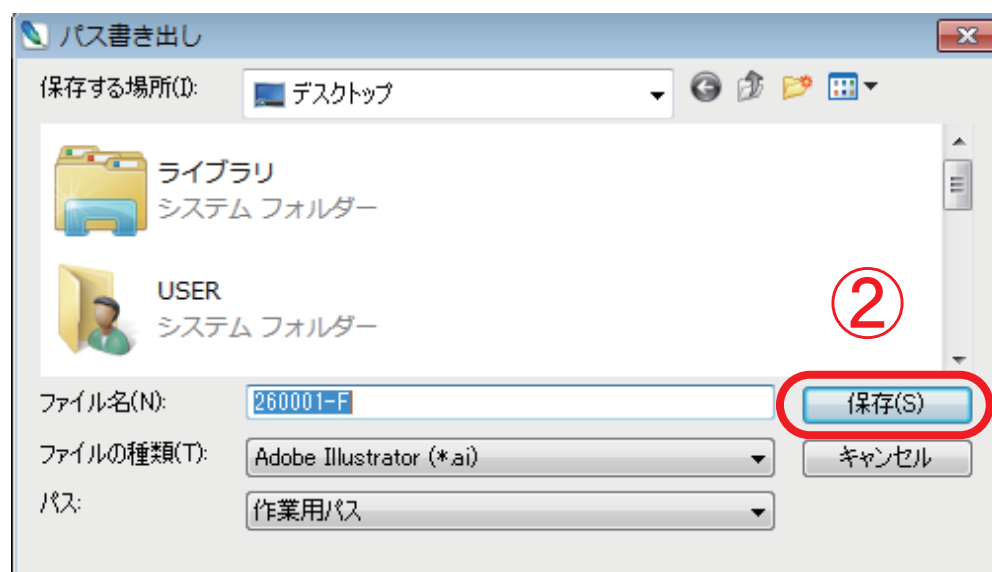 パス書き出し
保存する場所(I):
デスクトップ
ライブラリ
システム フォルダー
USER
システム フォルダー
②
ファイル名(N):
260001-F
保存(S)
ファイルの種類(T):
Adobe Illustrator (*.ai)
キャンセル
パス:
作業用パス